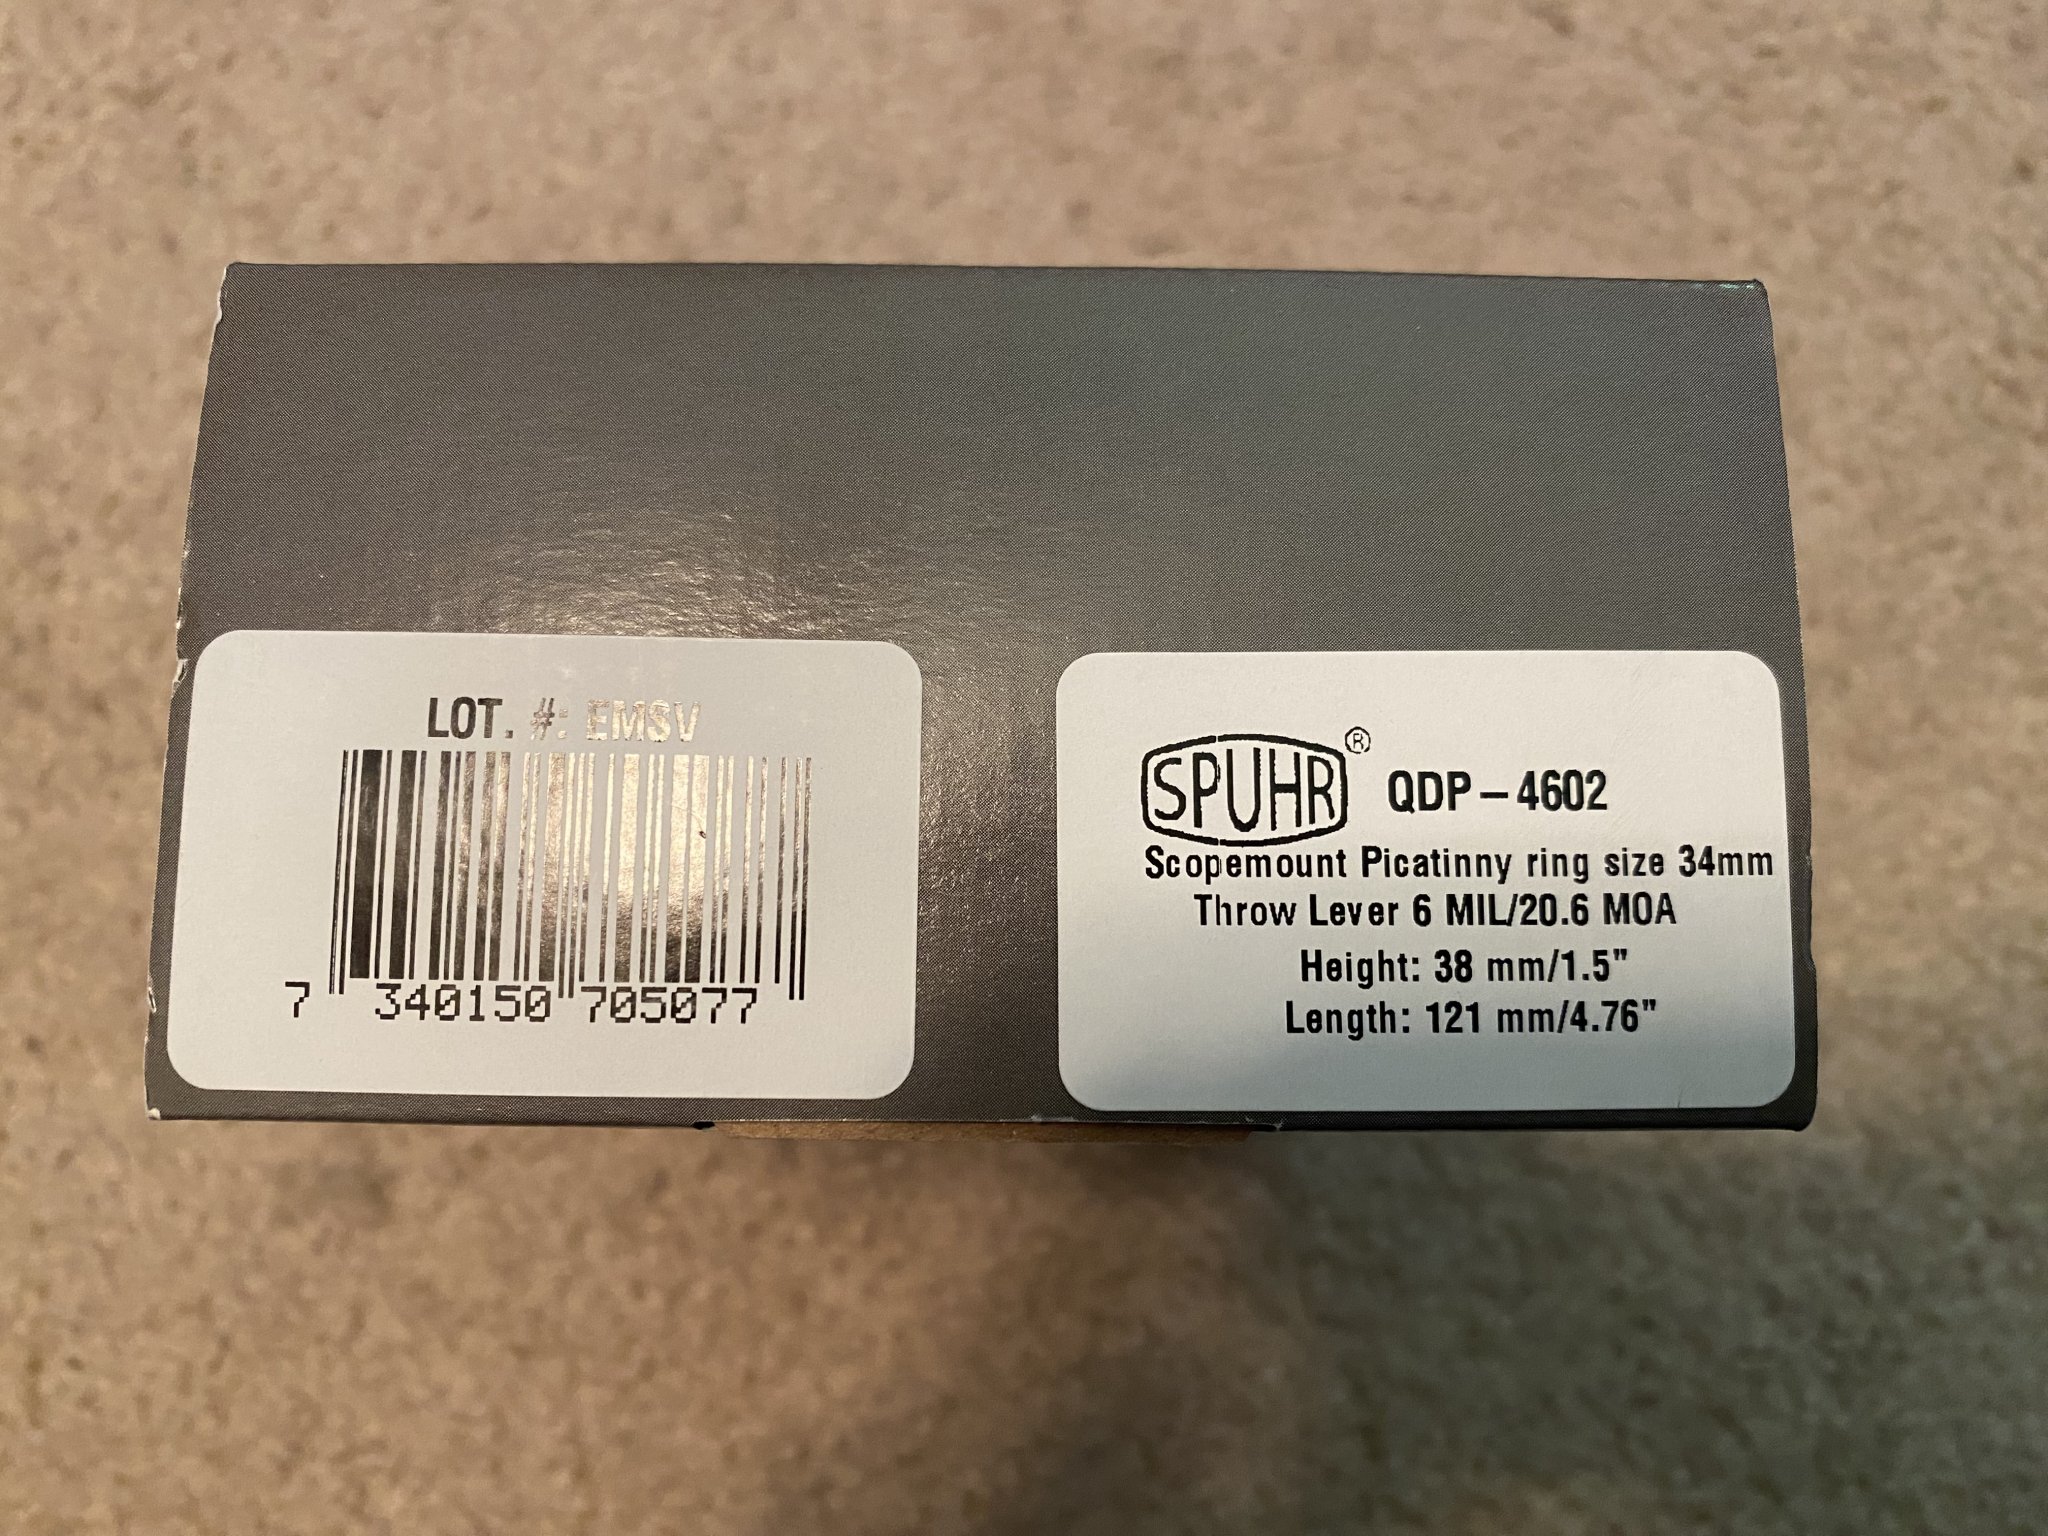 LOT. #: EMSV
7 340150 705077
SPUHR® QDP-4602
Scopemount Picatinny ring size 34mm
Throw Lever 6 MIL/20.6 MOA
Height: 38 mm/1.5"
Length: 121 mm/4.76"